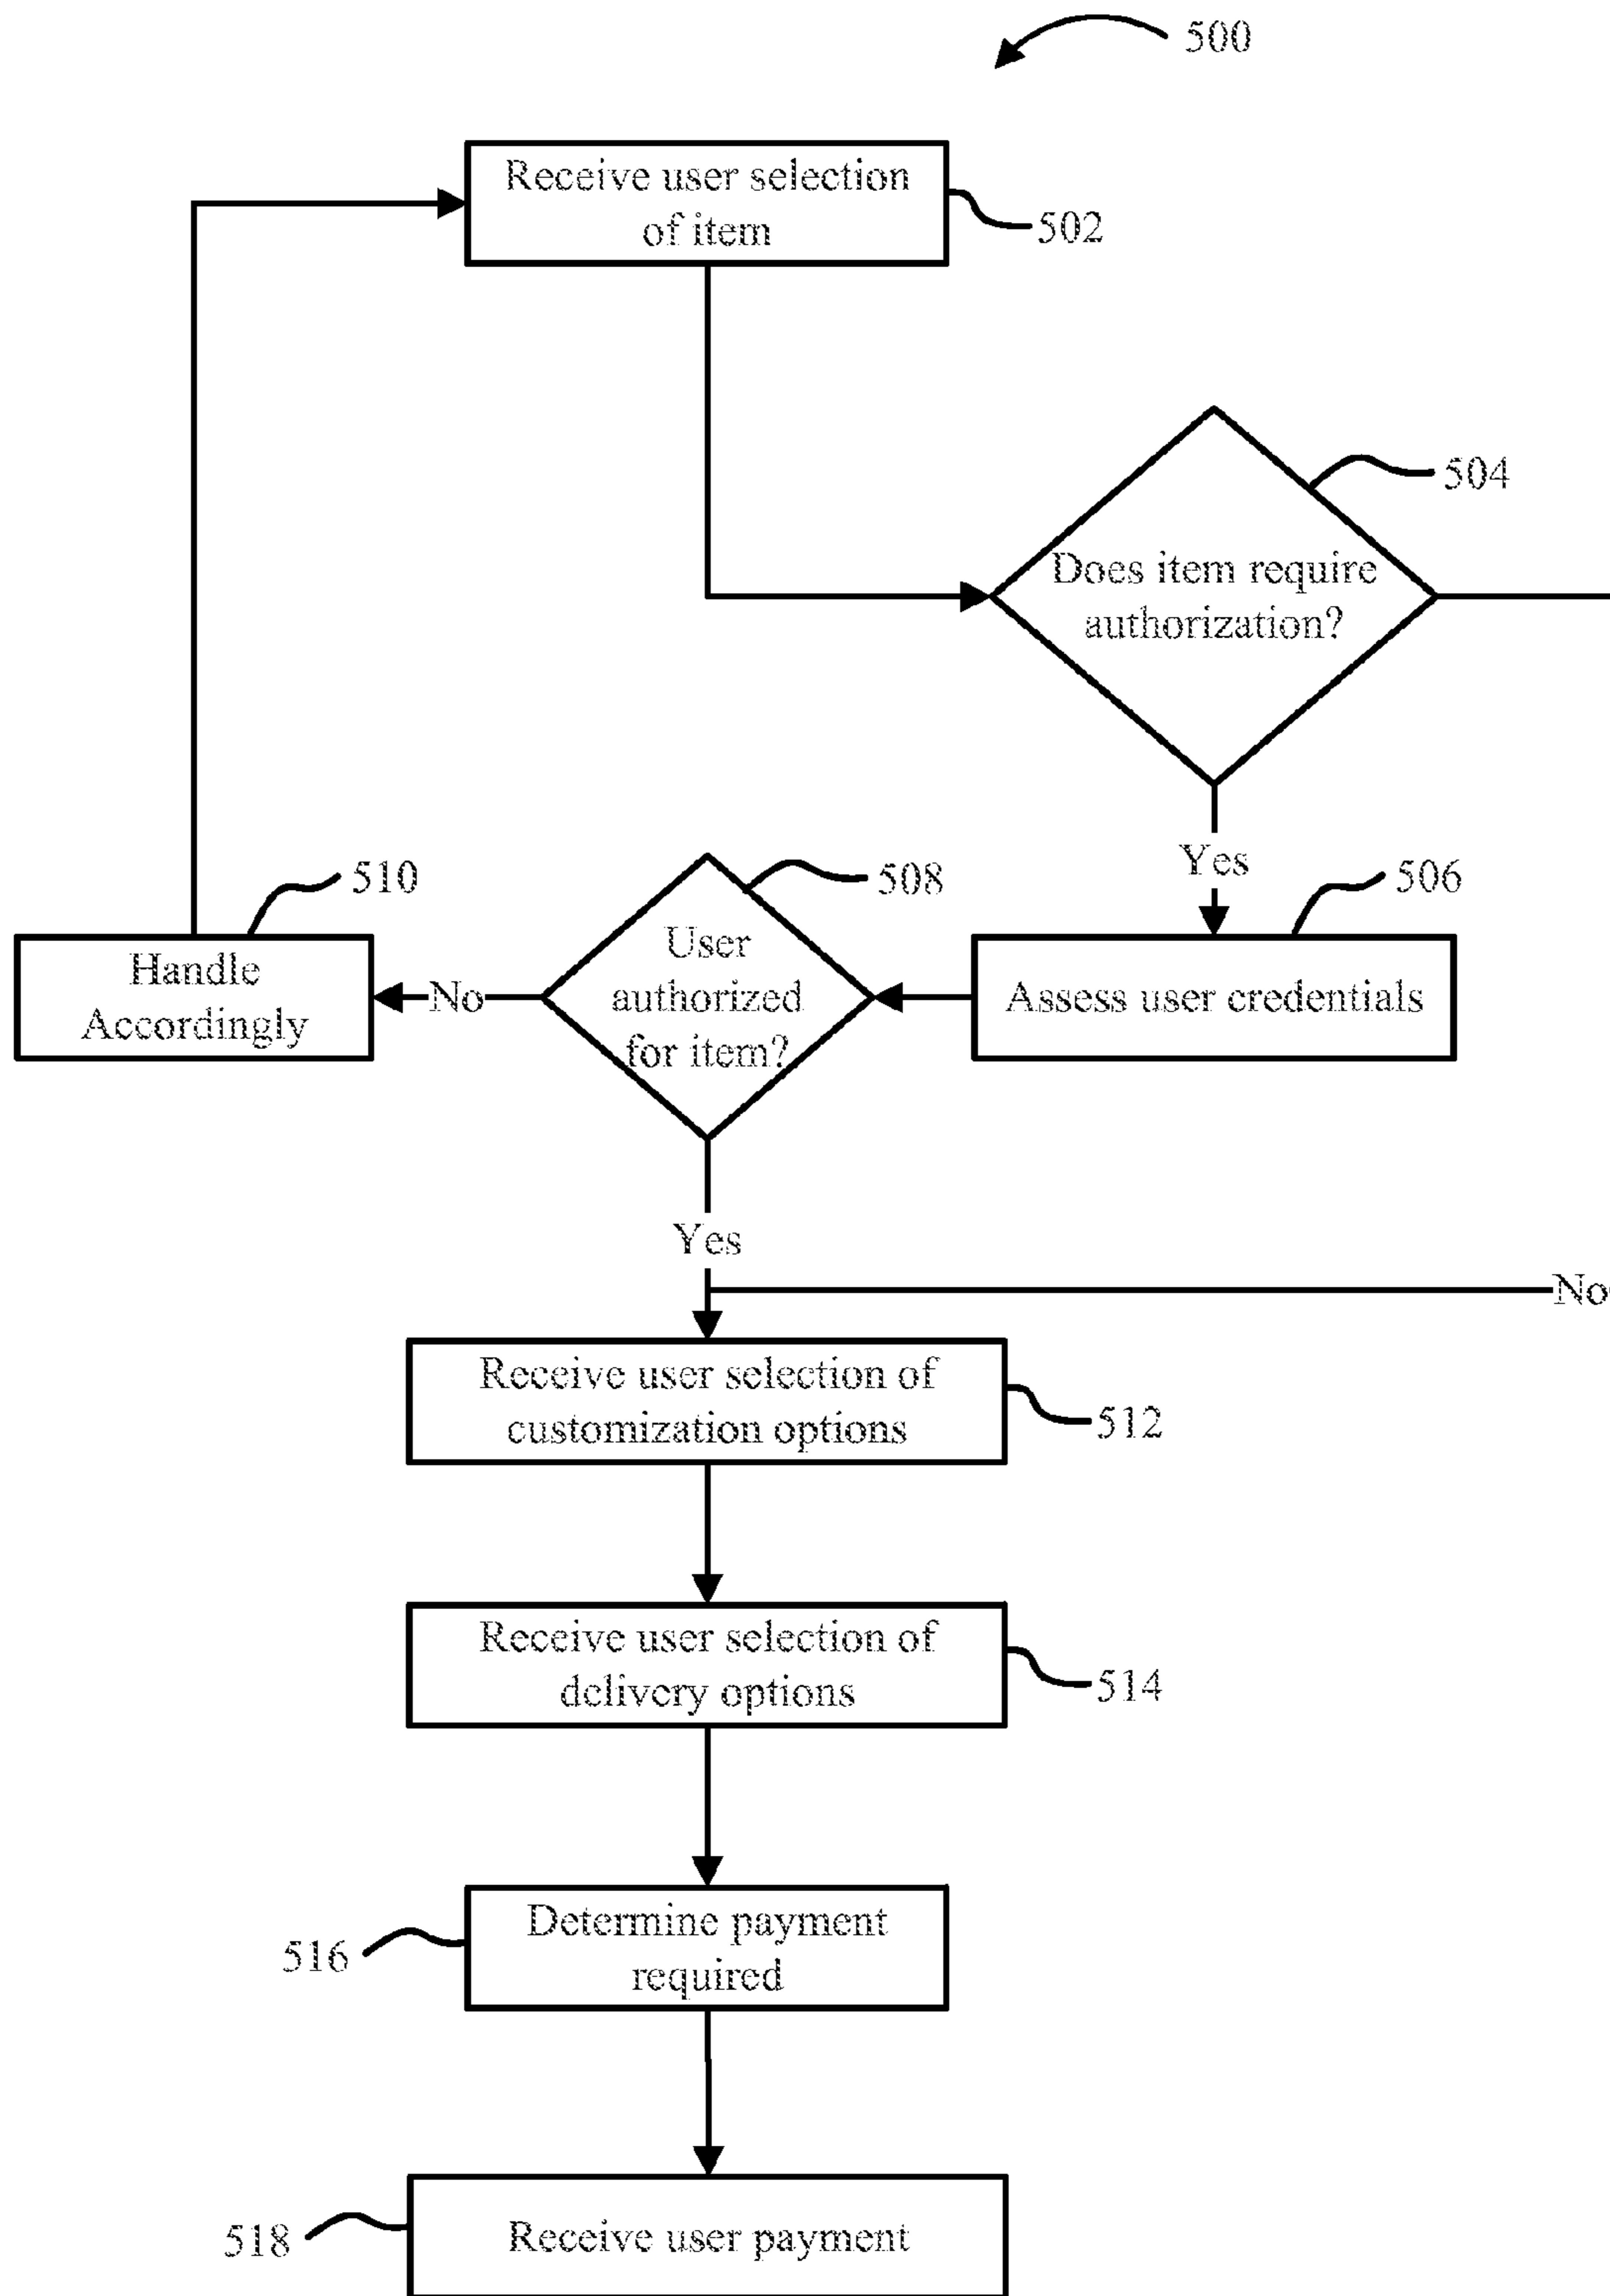 500
Receive user selection
of item
502
504
Does item require
authorization?
Yes
506
Assess user credentials
508
User
authorized
for item?
No
510
Handle
Accordingly
Yes
No
Receive user selection of
customization options
512
Receive user selection of
delivery options
514
Determine payment
required
516
Receive user payment
518